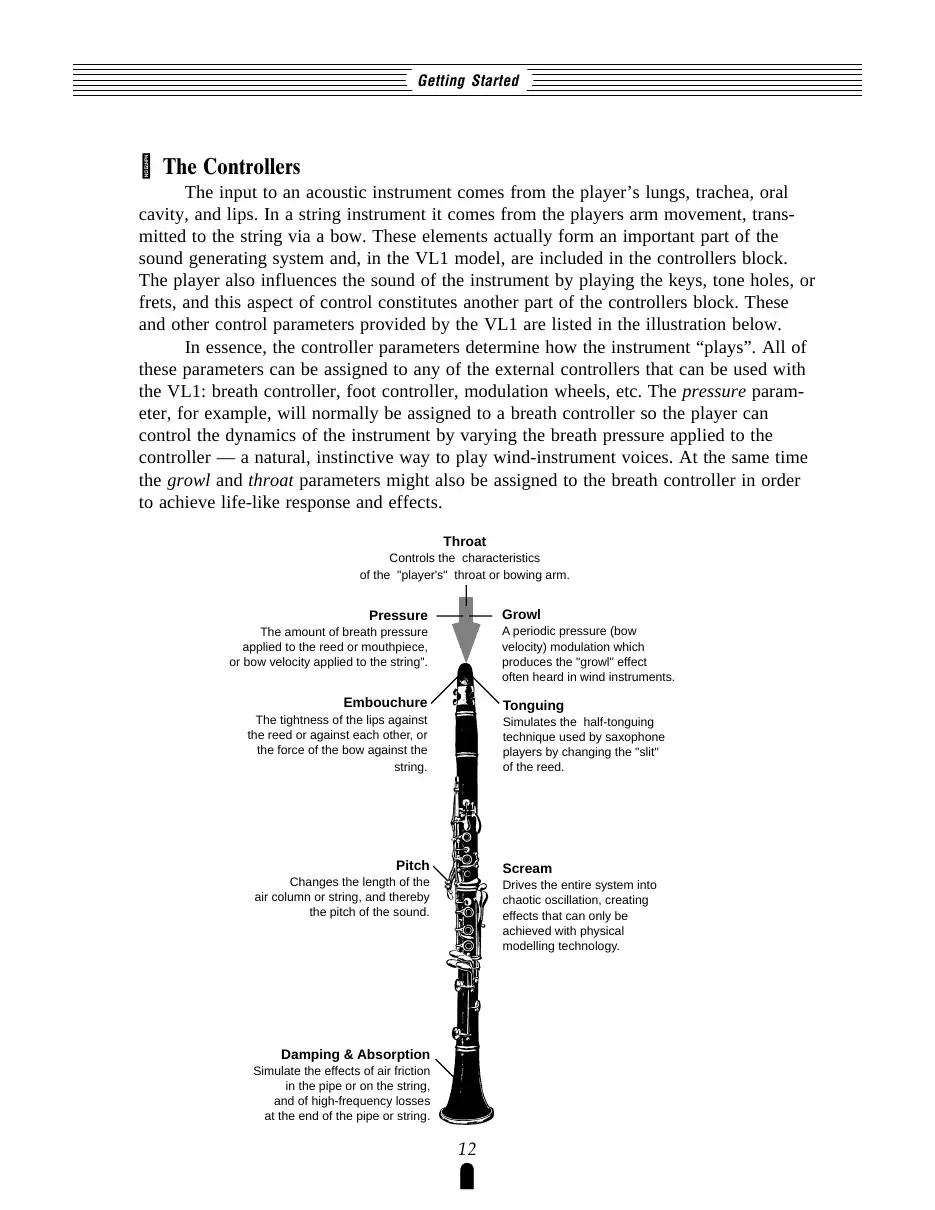 Getting Started
The Controllers
The input to an acoustic instrument comes from the player’s lungs, trachea, oral
cavity, and lips. In a string instrument it comes from the players arm movement, trans-
mitted to the string via a bow. These elements actually form an important part of the
sound generating system and, in the VL1 model, are included in the controllers block.
The player also influences the sound of the instrument by playing the keys, tone holes, or
frets, and this aspect of control constitutes another part of the controllers block. These
and other control parameters provided by the VL1 are listed in the illustration below.
In essence, the controller parameters determine how the instrument “plays”. All of
these parameters can be assigned to any of the external controllers that can be used with
the VL1: breath controller, foot controller, modulation wheels, etc. The pressure param-
eter, for example, will normally be assigned to a breath controller so the player can
control the dynamics of the instrument by varying the breath pressure applied to the
controller — a natural, instinctive way to play wind-instrument voices. At the same time
the growl and throat parameters might also be assigned to the breath controller in order
to achieve life-like response and effects.
Throat
Controls the characteristics
of the "player's" throat or bowing arm.
Pressure
The amount of breath pressure
applied to the reed or mouthpiece,
or bow velocity applied to the string".
Growl
A periodic pressure (bow
velocity) modulation which
produces the "growl" effect
often heard in wind instruments.
Embouchure
The tightness of the lips against
the reed or against each other, or
the force of the bow against the
string.
Tonguing
Simulates the half-tonguing
technique used by saxophone
players by changing the "slit"
of the reed.
Pitch
Changes the length of the
air column or string, and thereby
the pitch of the sound.
Scream
Drives the entire system into
chaotic oscillation, creating
effects that can only be
achieved with physical
modelling technology.
Damping & Absorption
Simulate the effects of air friction
in the pipe or on the string,
and of high-frequency losses
at the end of the pipe or string.
12